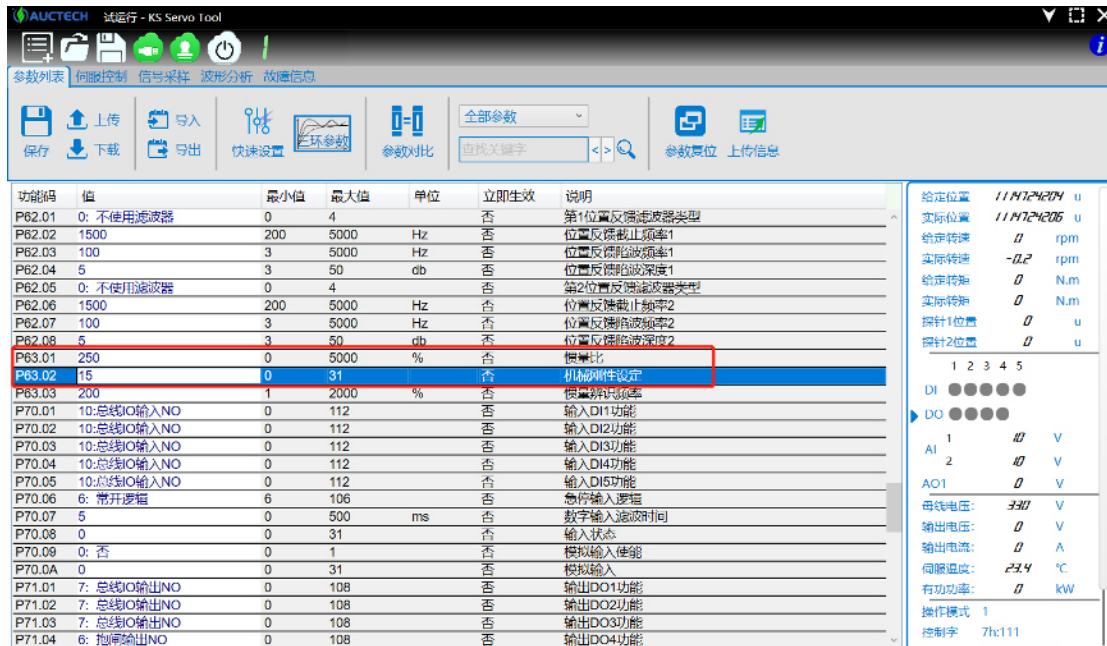 AUCTECH 试运行 - KS Servo Tool
参数列表 伺服控制 信号采样 波形分析 故障信息
保存 上传 下载 导入 导出 快速设置 三环参数 参数对比 全部参数 查找关键字 < > 参数复位 上传信息
功能码 值 最小值 最大值 单位 立即生效 说明
P62.01 0: 不使用滤波器 0 4 否 第1位置反馈滤波器类型
P62.02 1500 200 5000 Hz 否 位置反馈截止频率1
P62.03 100 3 5000 Hz 否 位置反馈陷波频率1
P62.04 5 3 50 db 否 位置反馈陷波深度1
P62.05 0: 不使用滤波器 0 4 否 第2位置反馈滤波器类型
P62.06 1500 200 5000 Hz 否 位置反馈截止频率2
P62.07 100 3 5000 Hz 否 位置反馈陷波频率2
P62.08 5 3 50 db 否 位置反馈陷波深度2
P63.01 250 0 5000 % 否 惯量比
P63.02 15 0 31 否 机械刚性设定
P63.03 200 1 2000 % 否 惯量辨识频率
P70.01 10:总线IO输入NO 0 112 否 输入DI1功能
P70.02 10:总线IO输入NO 0 112 否 输入DI2功能
P70.03 10:总线IO输入NO 0 112 否 输入DI3功能
P70.04 10:总线IO输入NO 0 112 否 输入DI4功能
P70.05 10:总线IO输入NO 0 112 否 输入DI5功能
P70.06 6: 常开逻辑 6 106 否 急停输入逻辑
P70.07 5 0 500 ms 否 数字输入滤波时间
P70.08 0 0 31 否 输入状态
P70.09 0: 否 0 1 否 模拟输入使能
P70.0A 0 0 31 否 模拟输入
P71.01 7: 总线IO输出NO 0 108 否 输出DO1功能
P71.02 7: 总线IO输出NO 0 108 否 输出DO2功能
P71.03 7: 总线IO输出NO 0 108 否 输出DO3功能
P71.04 6: 抱闸输出NO 0 108 否 输出DO4功能
给定位置 u
实际位置 u
给定转速 0 rpm
实际转速 -0.2 rpm
给定转矩 0 N.m
实际转矩 0 N.m
探针1位置 0 u
探针2位置 0 u
1 2 3 4 5
DI
DO
AI 1 10 V
2 10 V
AO1 0 V
母线电压: 330 V
输出电压: 0 V
输出电流: 0 A
伺服温度: 23.4 ℃
有功功率: 0 kW
操作模式 1
控制字 7h:111